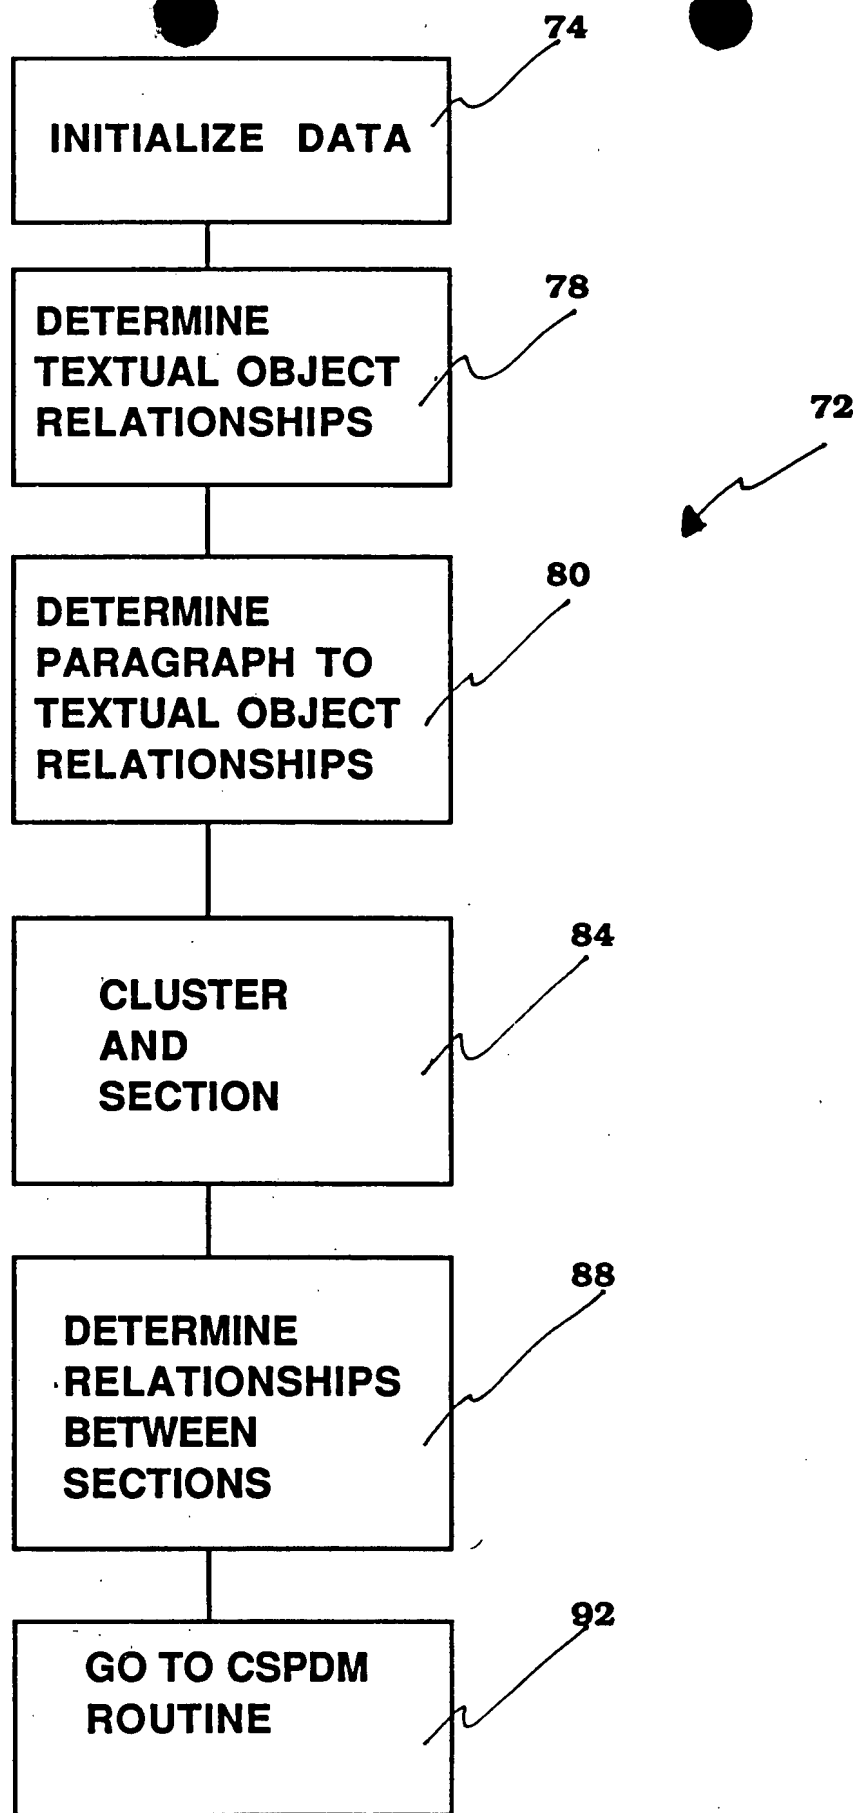 74
INITIALIZE DATA
78
DETERMINE
TEXTUAL OBJECT
RELATIONSHIPS
72
80
DETERMINE
PARAGRAPH TO
TEXTUAL OBJECT
RELATIONSHIPS
84
CLUSTER
AND
SECTION
88
DETERMINE
RELATIONSHIPS
BETWEEN
SECTIONS
92
GO TO CSPDM
ROUTINE